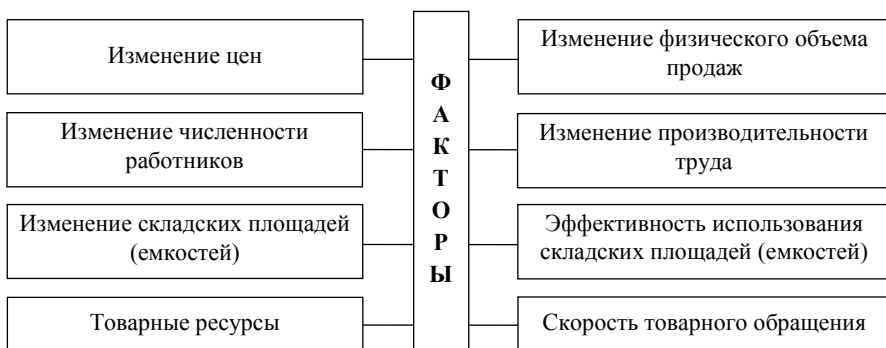 Изменение цен
Изменение физического объема
продаж
ФАКТОРЫ
Изменение численности
работников
Изменение производительности
труда
Изменение складских площадей
(емкостей)
Эффективность использования
складских площадей (емкостей)
Товарные ресурсы
Скорость товарного обращения